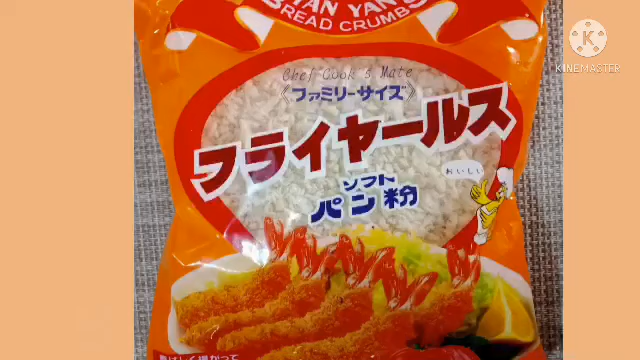 BREAD CRUMBS
KINEMASTER
Chef Cook's Mate
《ファミリーサイズ》
フライヤールス
おいしい
ソフト
パン粉